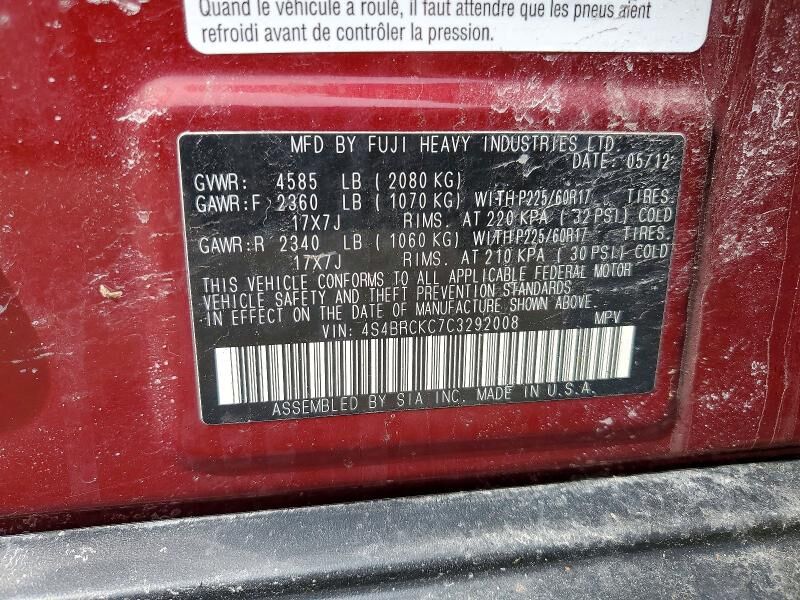 Quand le véhicule a roulé, il faut attendre que les pneus aient
refroidi avant de contrôler la pression.
MFD BY FUJI HEAVY INDUSTRIES LTD.
DATE: 05/12
GVWR: 4585 LB ( 2080 KG)
GAWR:F 2360 LB ( 1070 KG) WITHP225/60R17 TIRES.
17X7J RIMS. AT 220 KPA ( 32 PSI) COLD
GAWR:R 2340 LB ( 1060 KG) WITHP225/60R17 TIRES.
17X7J RIMS. AT 210 KPA ( 30 PSI) COLD
THIS VEHICLE CONFORMS TO ALL APPLICABLE FEDERAL MOTOR
VEHICLE SAFETY AND THEFT PREVENTION STANDARDS
IN EFFECT ON THE DATE OF MANUFACTURE SHOWN ABOVE.
VIN: 4S4BRCKC7C3292008 MPV
ASSEMBLED BY SIA INC. MADE IN U.S.A.